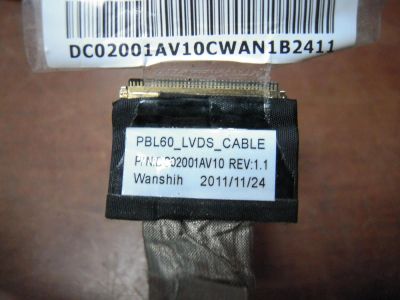 DC02001AV10CWAN1B2411
PBL60_LVDS_CABLE
P/N:DC02001AV10 REV:1.1
Wanshih 2011/11/24